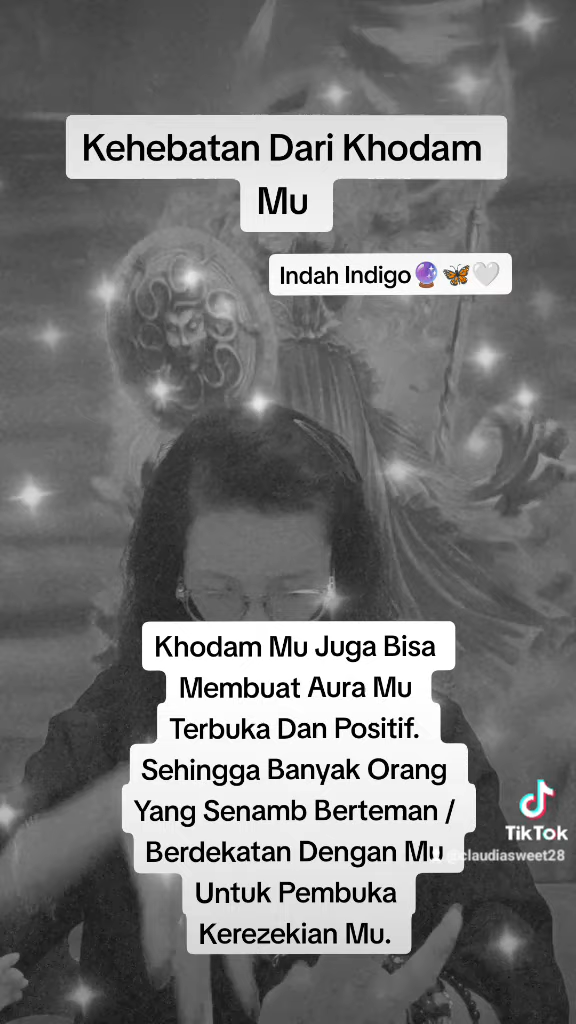 Kehebatan Dari Khodam
Mu
Indah Indigo🔮🦋🤍
Khodam Mu Juga Bisa
Membuat Aura Mu
Terbuka Dan Positif.
Sehingga Banyak Orang
Yang Senamb Berteman /
Berdekatan Dengan Mu
Untuk Pembuka
Kerezekian Mu.
TikTok
@claudiasweet28